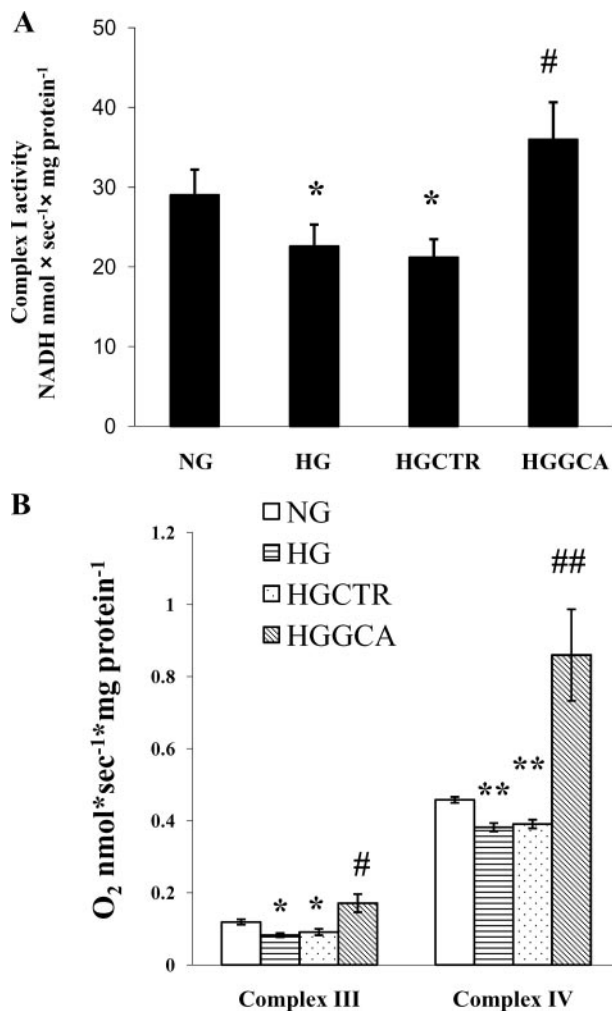 A
Complex I activity
NADH nmol × sec⁻¹× mg protein⁻¹
50
40
30
20
10
0
*
*
#
NG
HG
HGCTR
HGGCA
B
NG
HG
HGCTR
HGGCA
O₂ nmol*sec⁻¹*mg protein⁻¹
1.2
1
0.8
0.6
0.4
0.2
0
*
*
#
**
**
##
Complex III
Complex IV